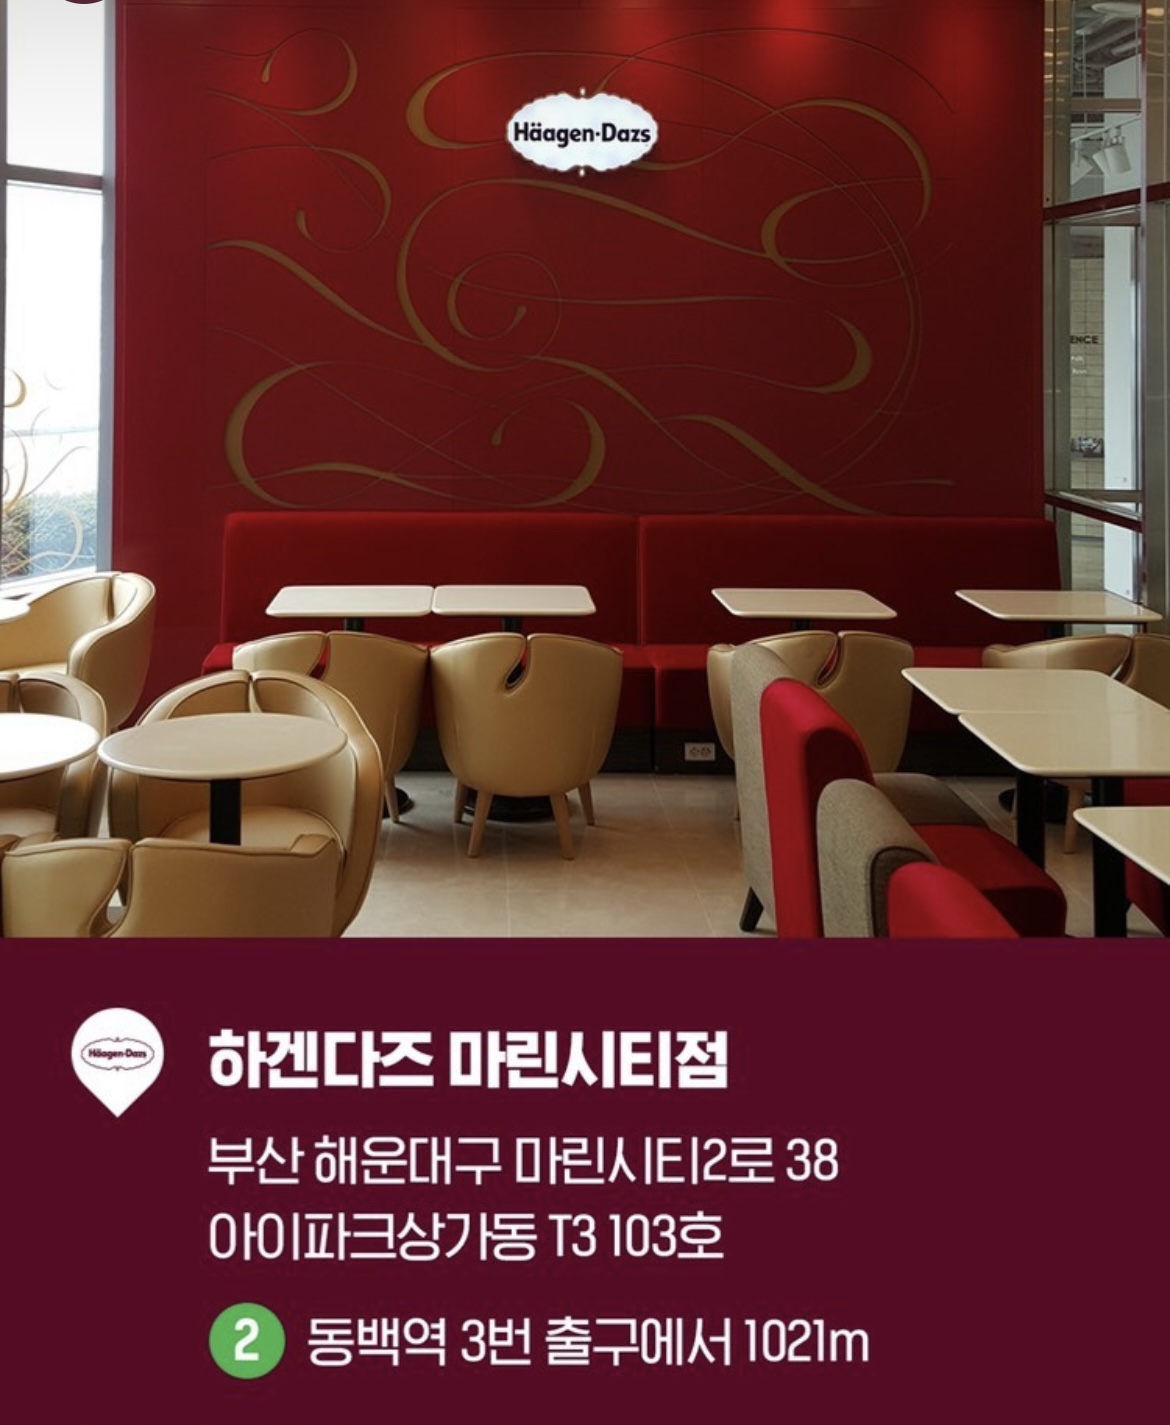 Häagen-Dazs
ENCE
Häagen-Dazs
하겐다즈 마린시티점
부산 해운대구 마린시티2로 38
아이파크상가동 T3 103호
2 동백역 3번 출구에서 1021m